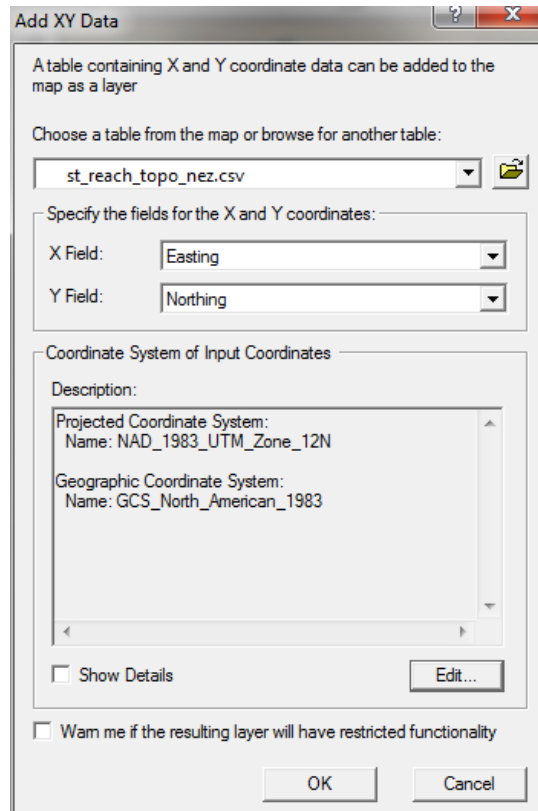 Add XY Data
?
X
A table containing X and Y coordinate data can be added to the
map as a layer
Choose a table from the map or browse for another table:
st_reach_topo_nez.csv
Specify the fields for the X and Y coordinates:
X Field:
Easting
Y Field:
Northing
Coordinate System of Input Coordinates
Description:
Projected Coordinate System:
Name: NAD_1983_UTM_Zone_12N
Geographic Coordinate System:
Name: GCS_North_American_1983
Show Details
Edit...
Warn me if the resulting layer will have restricted functionality
OK
Cancel